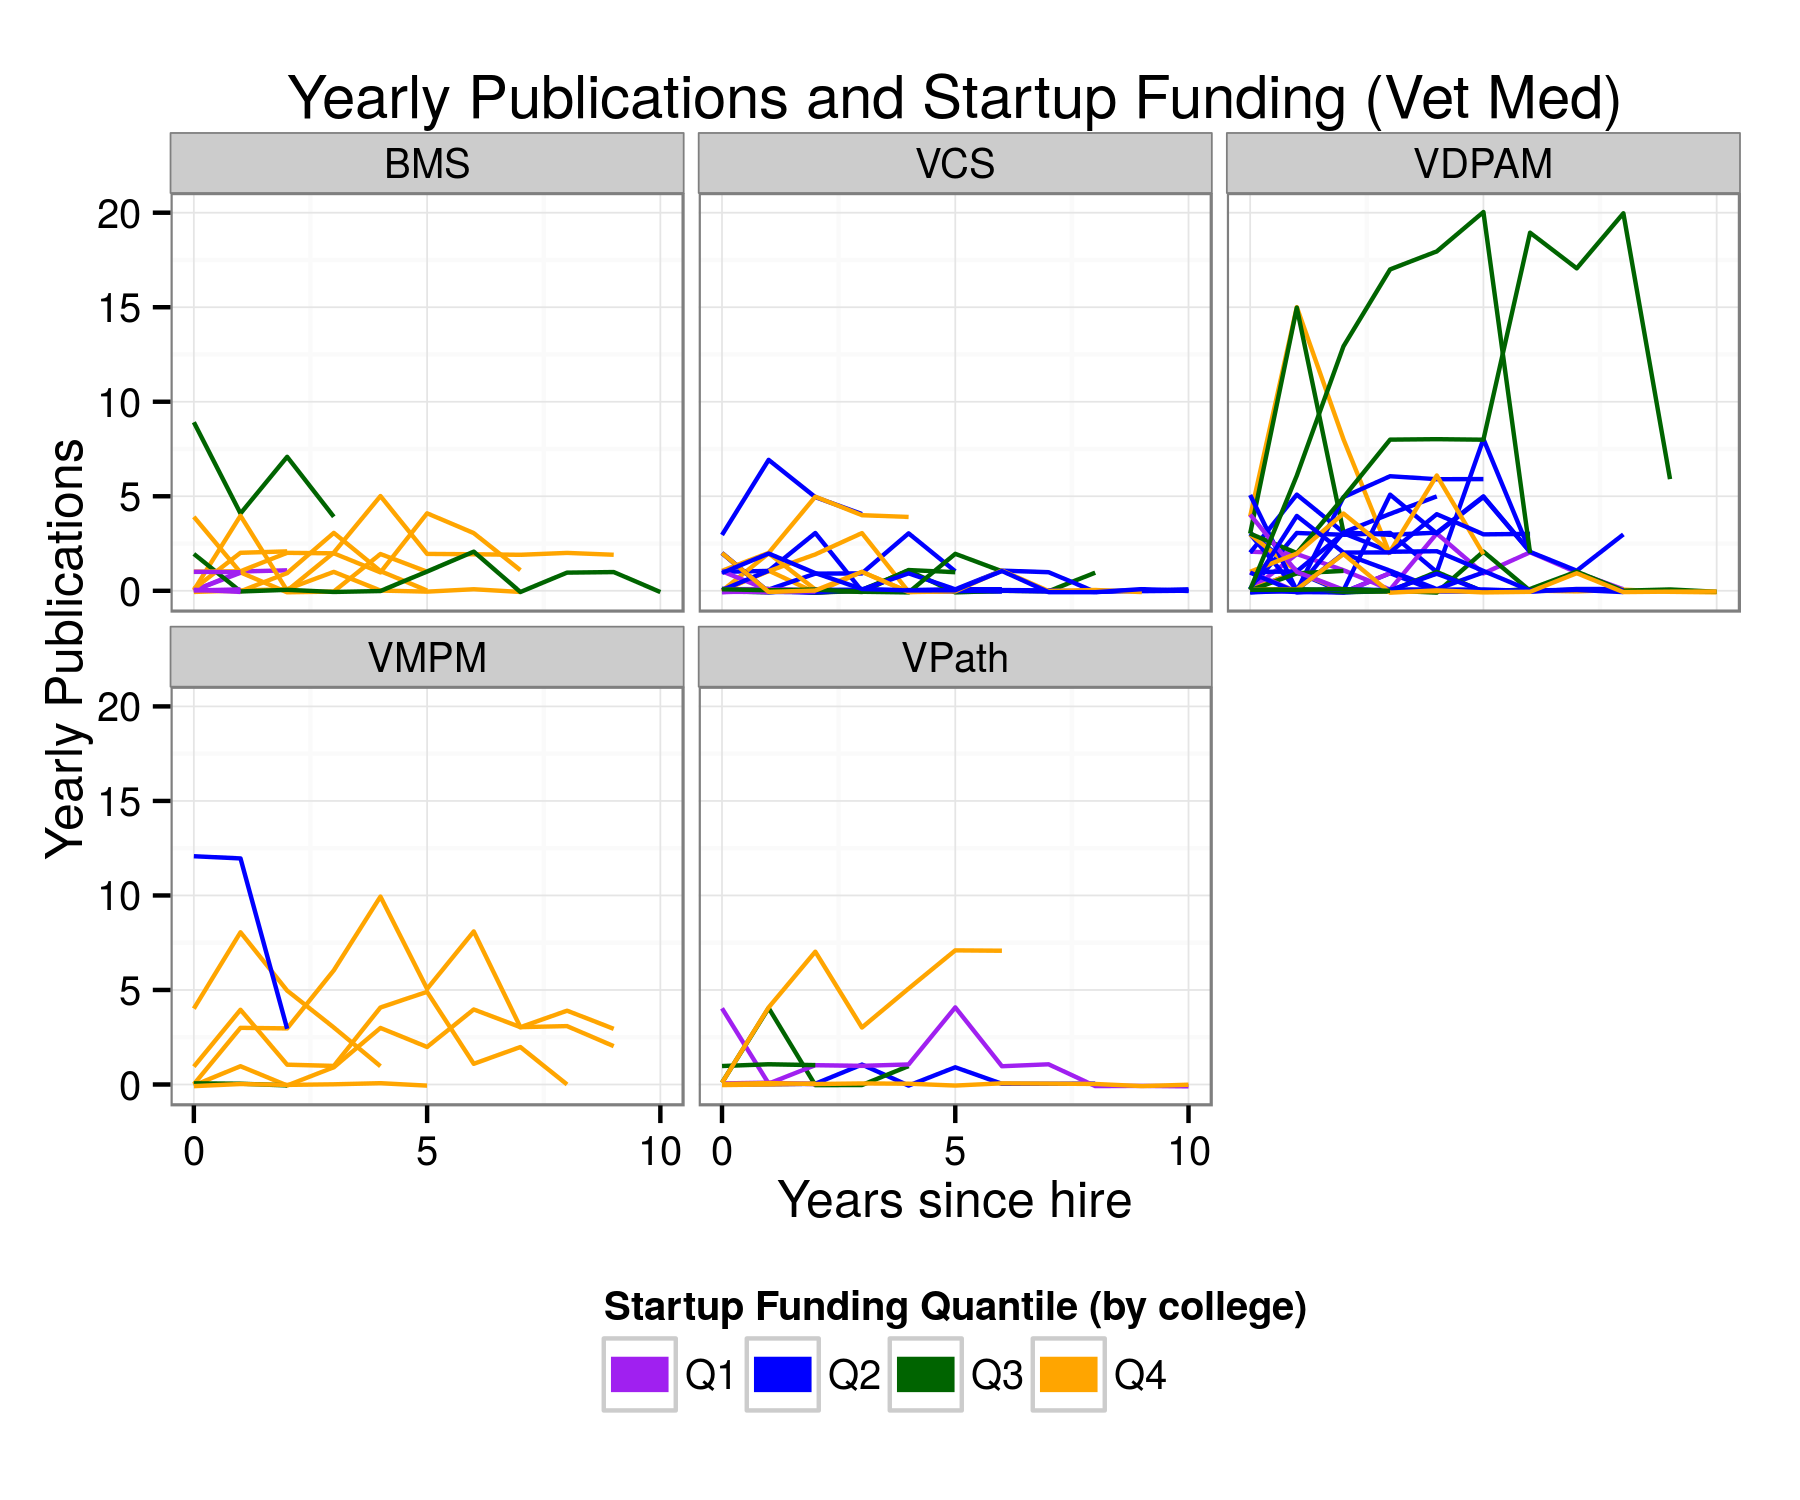 Yearly Publications and Startup Funding (Vet Med)
BMS
VCS
VDPAM
20
15
10
5
0
Yearly Publications
VMPM
VPath
20
15
10
5
0
0 5 10
0 5 10
Years since hire
Startup Funding Quantile (by college)
Q1 Q2 Q3 Q4